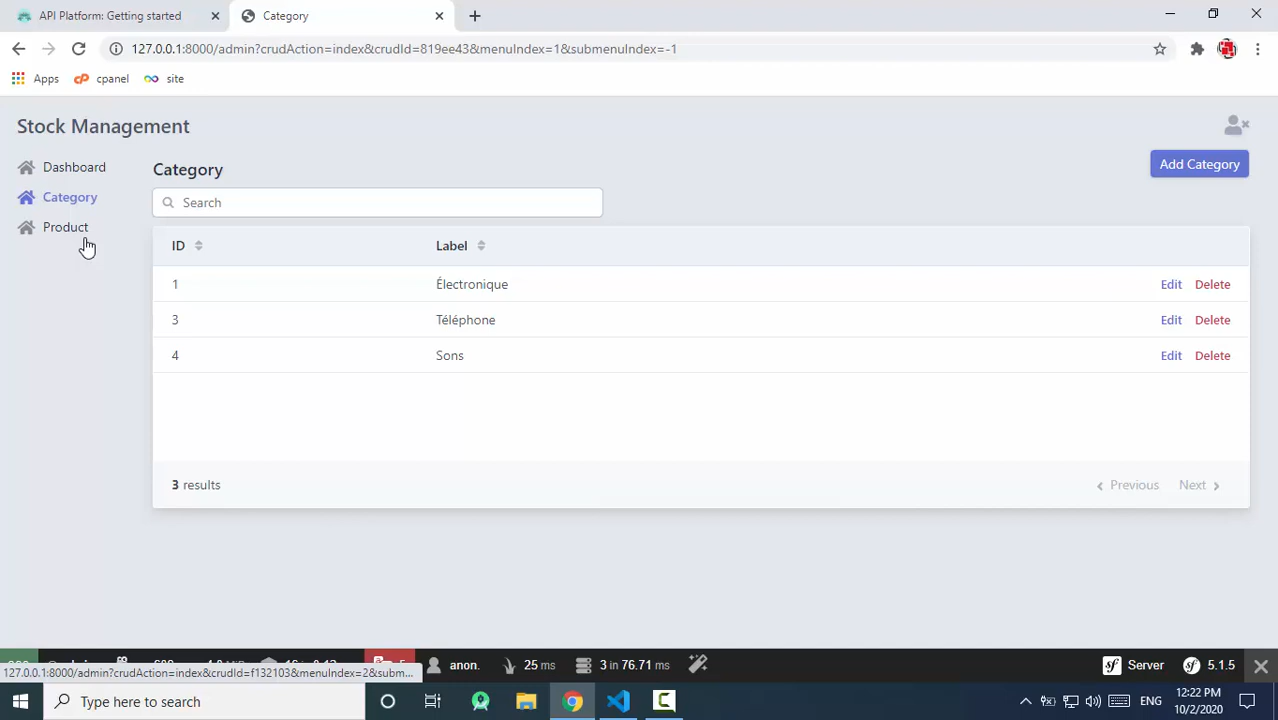 API Platform: Getting started
Category
127.0.0.1:8000/admin?crudAction=index&crudId=819ee43&menuIndex=1&submenuIndex=-1
Apps
cp cpanel
site
Stock Management
Dashboard
Category
Product
Category
Add Category
Search
ID Label
1 Électronique Edit Delete
3 Téléphone Edit Delete
4 Sons Edit Delete
3 results
Previous Next
anon. 25 ms 3 in 76.71 ms Server 5.1.5
127.0.0.1:8000/admin?crudAction=index&crudId=f132103&menuIndex=2&subm...
Type here to search
ENG
12:22 PM
10/2/2020